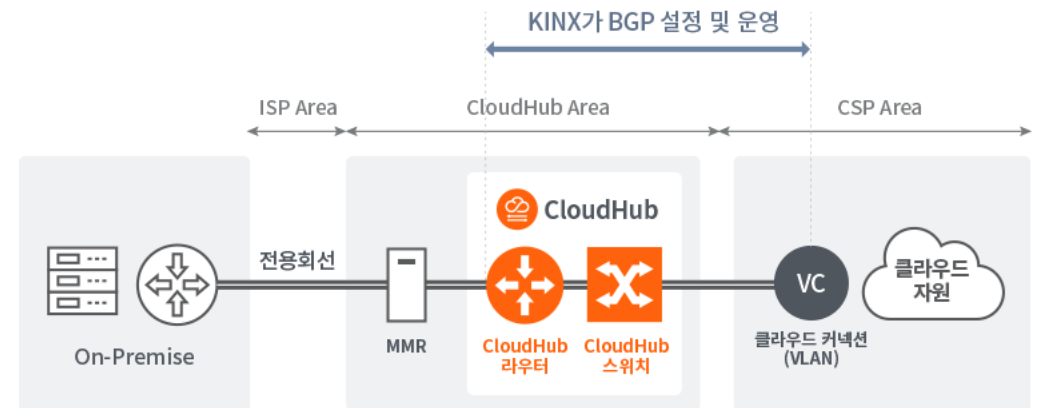 KINX가 BGP 설정 및 운영
ISP Area
CloudHub Area
CSP Area
CloudHub
전용회선
VC
클라우드
자원
On-Premise
MMR
CloudHub
라우터
CloudHub
스위치
클라우드 커넥션
(VLAN)